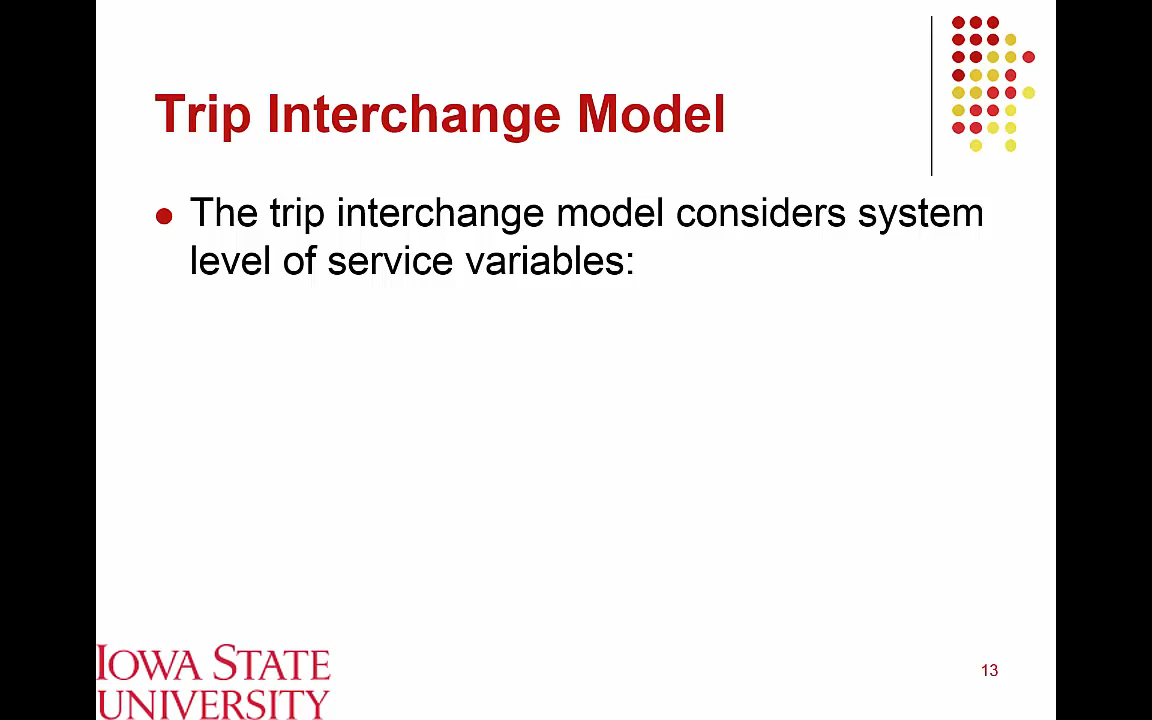 Trip Interchange Model
● The trip interchange model considers system
level of service variables:
IOWA STATE
UNIVERSITY
13